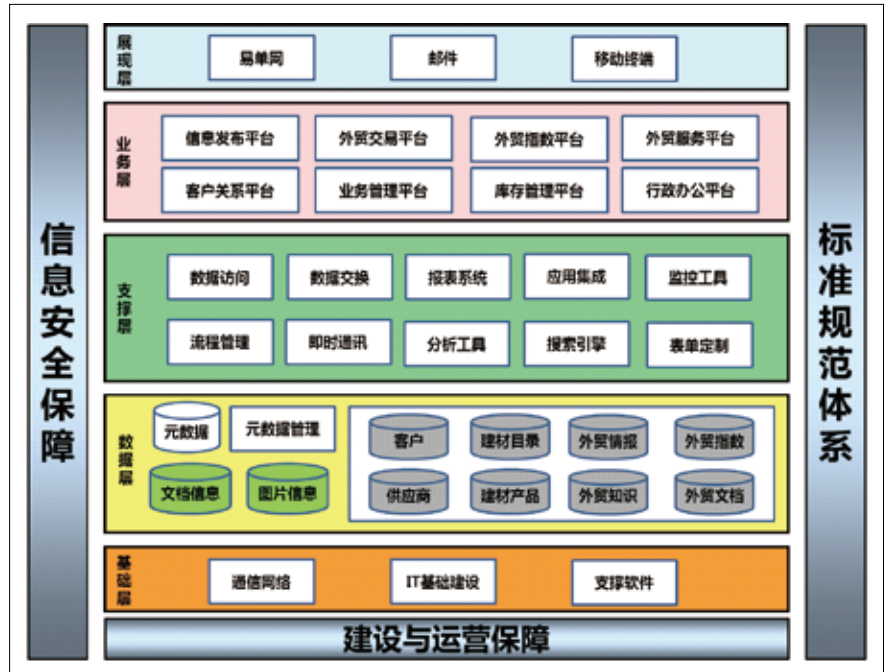 信息安全保障
展现层
易单网
邮件
移动终端
业务层
信息发布平台
外贸交易平台
外贸指数平台
外贸服务平台
客户关系平台
业务管理平台
库存管理平台
行政办公平台
支撑层
数据访问
数据交换
报表系统
应用集成
监控工具
流程管理
即时通讯
分析工具
搜索引擎
表单定制
数据层
元数据
元数据管理
文档信息
图片信息
客户
建材目录
外贸情报
外贸指数
供应商
建材产品
外贸知识
外贸文档
基础层
通信网络
IT基础建设
支撑软件
建设与运营保障
标准规范体系